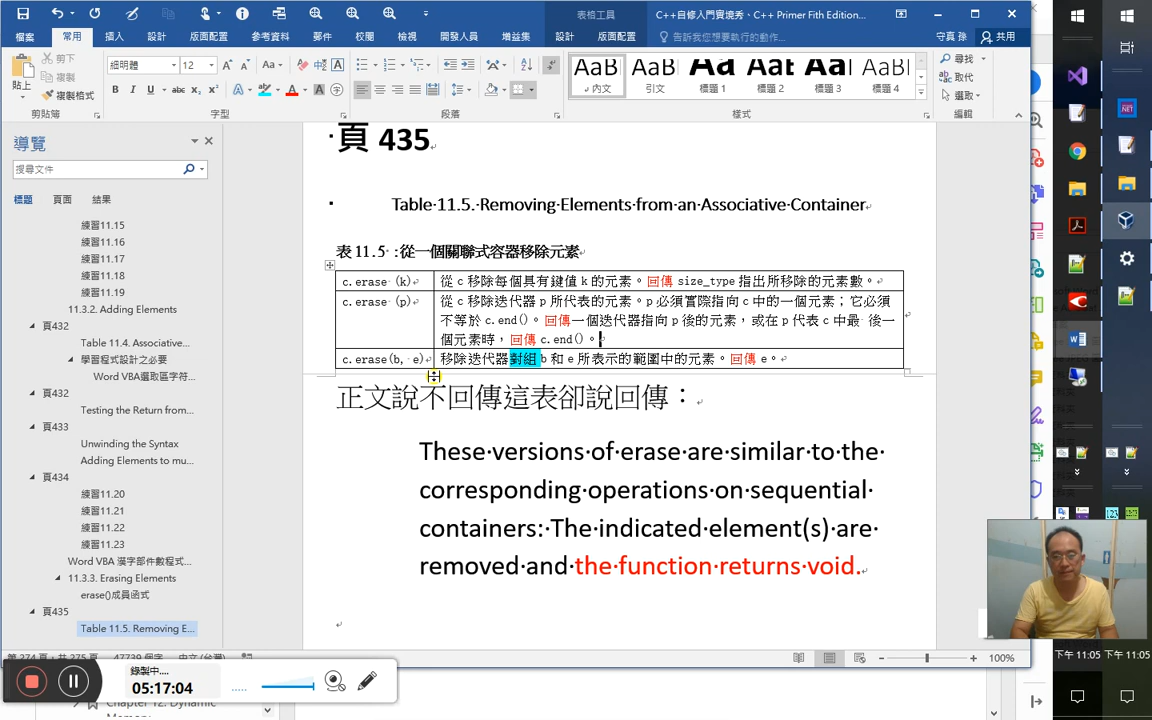 表格工具
C++自修入門實境秀、C++ Primer Fifth Edition...
檔案 常用 插入 設計 版面配置 參考資料 郵件 校閱 檢視 開發人員 增益集 設計 版面配置
告訴我您想要執行的動作...
守真 孫 共用
貼上
剪下
複製
複製格式
細明體 12
AaB AaB Aa AaE Aal AaBl
內文 引文 標題 1 標題 2 標題 3 標題 4
尋找
取代
選取
剪貼簿 字型 段落 樣式 編輯
導覽
搜尋文件
標題 頁面 結果
練習11.15
練習11.16
練習11.17
練習11.18
練習11.19
11.3.2. Adding Elements
頁432
Table 11.4. Associative...
學習程式設計之必要
Word VBA選取區字符...
頁432
Testing the Return from...
頁433
Unwinding the Syntax
Adding Elements to mu...
頁434
練習11.20
練習11.21
練習11.22
練習11.23
Word VBA 漢字部件數程式...
11.3.3. Erasing Elements
erase()成員函式
頁435
Table 11.5. Removing E...
頁 435
Table 11.5. Removing Elements from an Associative Container
表 11.5 :從一個關聯式容器移除元素
c.erase (k) 從 c 移除每個具有鍵值 k 的元素。回傳 size_type 指出所移除的元素數。
c.erase (p) 從 c 移除迭代器 p 所代表的元素。p 必須實際指向 c 中的一個元素；它必須
不等於 c.end()。回傳一個迭代器指向 p 後的元素，或在 p 代表 c 中最 後一
個元素時，回傳 c.end()。
c.erase(b, e) 移除迭代器對組 b 和 e 所表示的範圍中的元素。回傳 e。
正文說不回傳這表卻說回傳：
These versions of erase are similar to the
corresponding operations on sequential
containers: The indicated element(s) are
removed and the function returns void.
第 274 頁，共 275 頁 47739 個字 中文 (台灣)
100%
錄製中...
05:17:04
Chapter 12. Dynamic
下午 11:05 下午 11:05